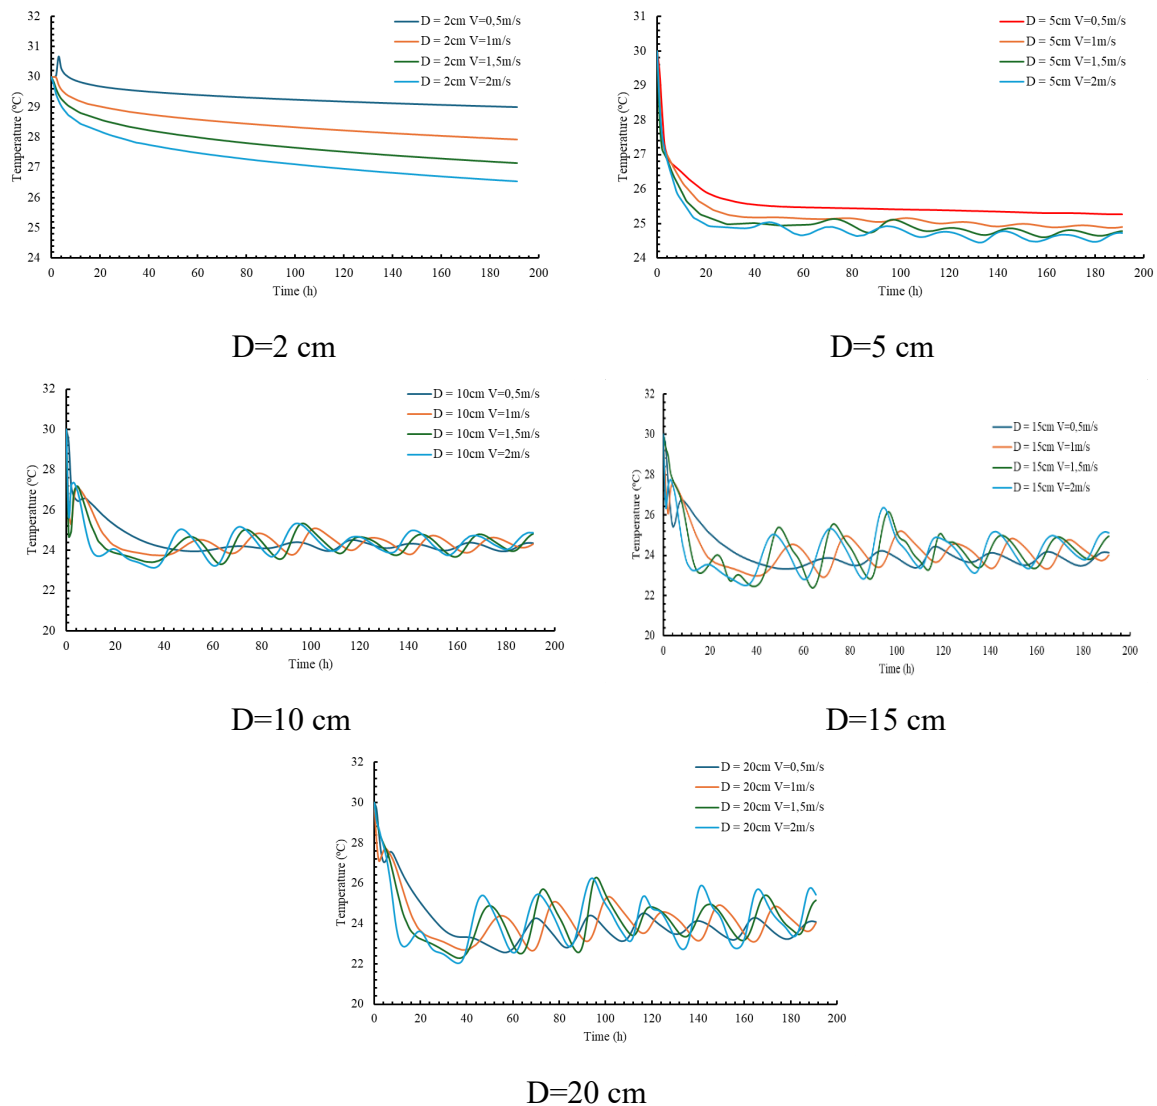 32
31
30
29
28
27
26
25
24
Temperature (ºC)
0 20 40 60 80 100 120 140 160 180 200
Time (h)
D = 2cm V=0,5m/s
D = 2cm V=1m/s
D = 2cm V=1,5m/s
D = 2cm V=2m/s
D=2 cm
31
30
29
28
27
26
25
24
Temperature (ºC)
0 20 40 60 80 100 120 140 160 180 200
Time (h)
D = 5cm V=0,5m/s
D = 5cm V=1m/s
D = 5cm V=1,5m/s
D = 5cm V=2m/s
D=5 cm
32
30
28
26
24
22
20
Temperature (ºC)
0 20 40 60 80 100 120 140 160 180 200
Time (h)
D = 10cm V=0,5m/s
D = 10cm V=1m/s
D = 10cm V=1,5m/s
D = 10cm V=2m/s
D=10 cm
32
30
28
26
24
22
20
Temperature (ºC)
0 20 40 60 80 100 120 140 160 180 200
Time (h)
D = 15cm V=0,5m/s
D = 15cm V=1m/s
D = 15cm V=1,5m/s
D = 15cm V=2m/s
D=15 cm
32
30
28
26
24
22
20
Temperature (ºC)
0 20 40 60 80 100 120 140 160 180 200
Time (h)
D = 20cm V=0,5m/s
D = 20cm V=1m/s
D = 20cm V=1,5m/s
D = 20cm V=2m/s
D=20 cm